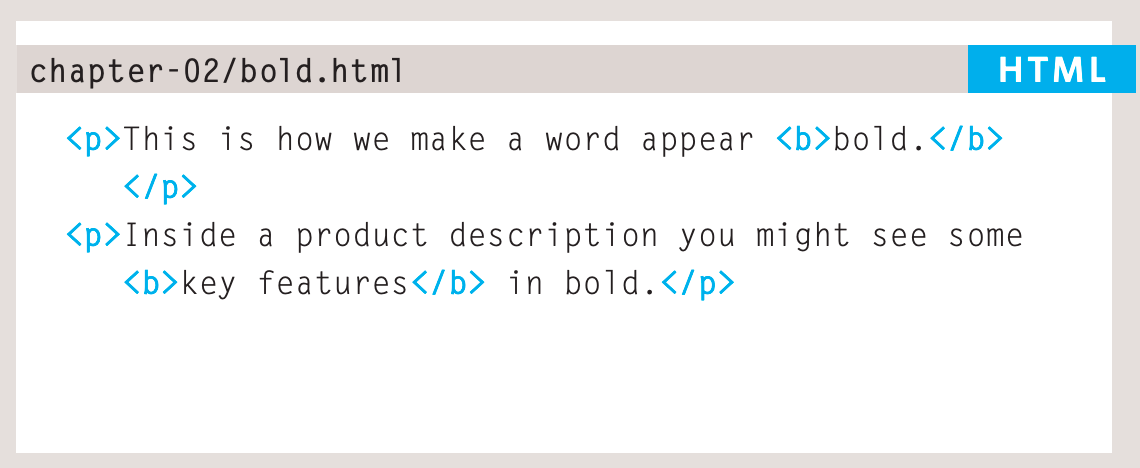 chapter-02/bold.html
HTML
<p>This is how we make a word appear <b>bold.</b>
</p>
<p>Inside a product description you might see some
<b>key features</b> in bold.</p>